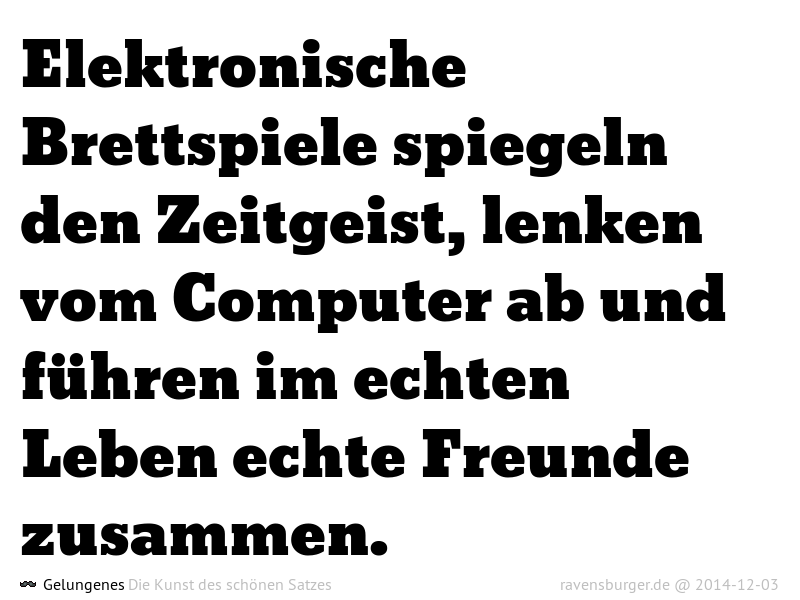 Elektronische
Brettspiele spiegeln
den Zeitgeist, lenken
vom Computer ab und
führen im echten
Leben echte Freunde
zusammen.
Gelungenes Die Kunst des schönen Satzes ravensburger.de @ 2014-12-03